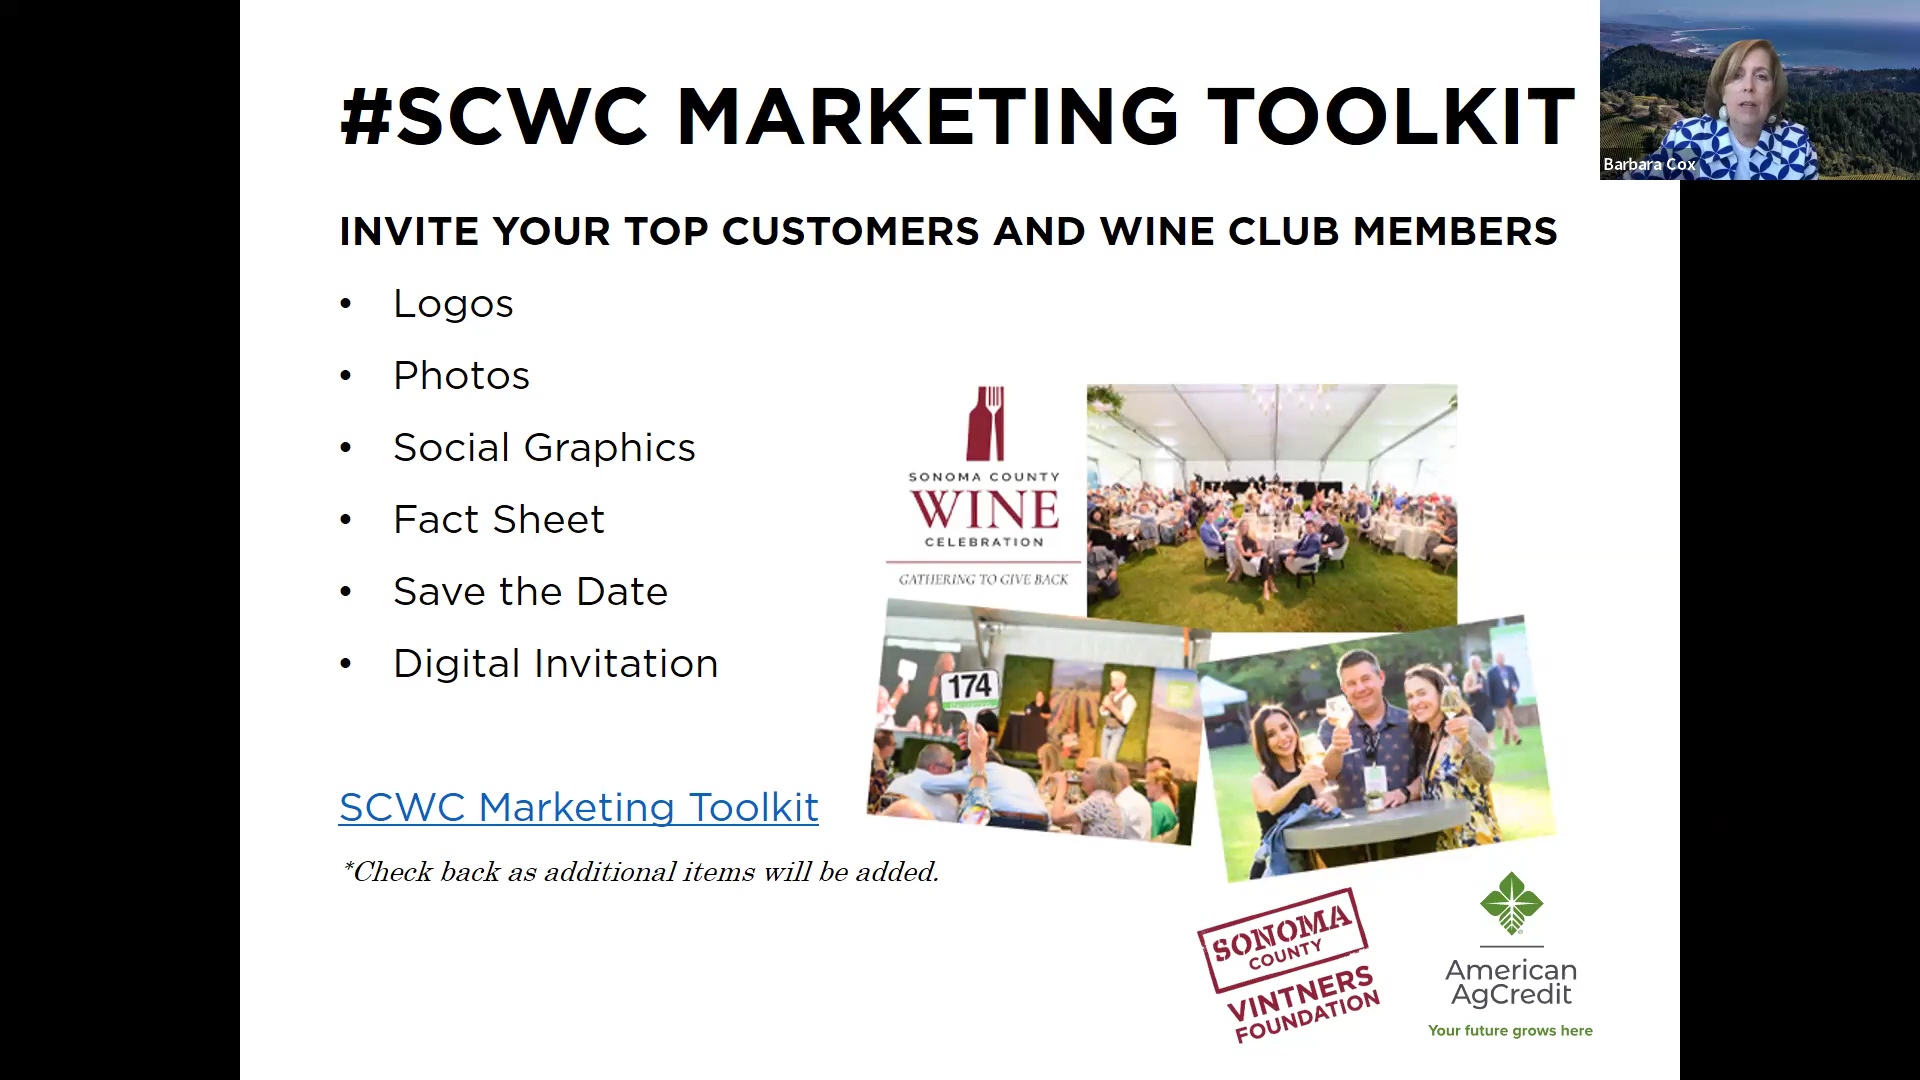 #SCWC MARKETING TOOLKIT
Barbara Cox
INVITE YOUR TOP CUSTOMERS AND WINE CLUB MEMBERS
• Logos
• Photos
• Social Graphics
• Fact Sheet
• Save the Date
• Digital Invitation
SONOMA COUNTY
WINE
CELEBRATION
GATHERING TO GIVE BACK
174
SCWC Marketing Toolkit
*Check back as additional items will be added.
SONOMA
COUNTY
VINTNERS
FOUNDATION
American
AgCredit
Your future grows here